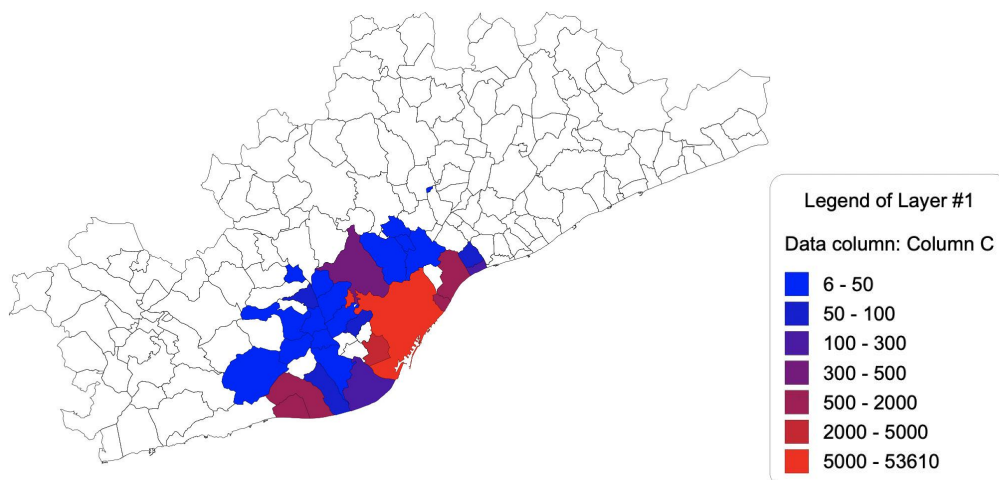 Legend of Layer #1
Data column: Column C
6 - 50
50 - 100
100 - 300
300 - 500
500 - 2000
2000 - 5000
5000 - 53610